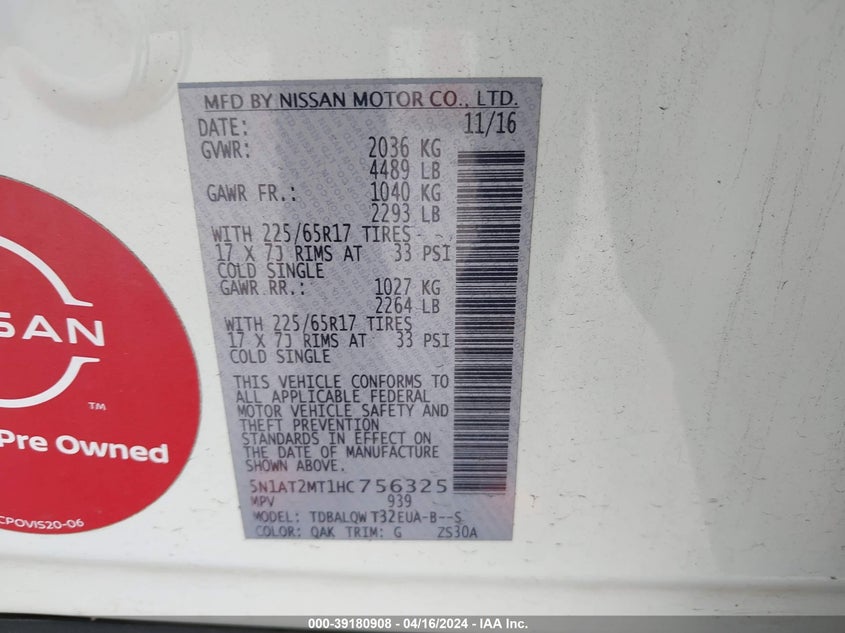 MFD BY NISSAN MOTOR CO., LTD.
DATE: 11/16
GVWR: 2036 KG
4489 LB
GAWR FR.: 1040 KG
2293 LB
WITH 225/65R17 TIRES
17 X 7J RIMS AT 33 PSI
COLD SINGLE
GAWR RR.: 1027 KG
2264 LB
WITH 225/65R17 TIRES
17 X 7J RIMS AT 33 PSI
COLD SINGLE
THIS VEHICLE CONFORMS TO
ALL APPLICABLE FEDERAL
MOTOR VEHICLE SAFETY AND
THEFT PREVENTION
STANDARDS IN EFFECT ON
THE DATE OF MANUFACTURE
SHOWN ABOVE.
5N1AT2MT1HC756325
MPV 939
MODEL: TDBALQW T32EUA-B--S
COLOR: QAK TRIM: G ZS30A
SSAN
TM
Pre Owned
CPOVIS20-06
000-39180908 - 04/16/2024 - IAA Inc.